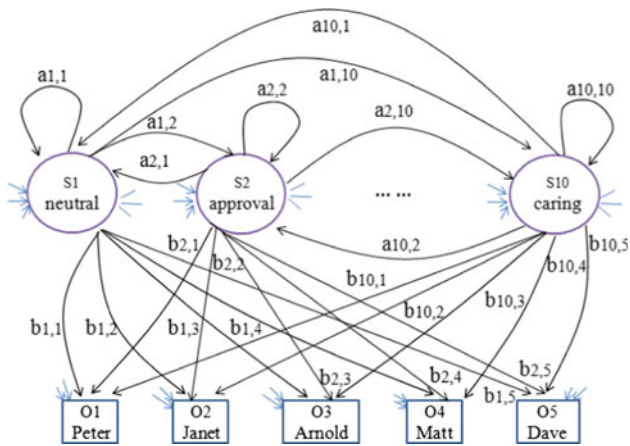 a10,1
a1,1
a1,10
a10,10
a2,2
a1,2
a2,10
a2,1
S1
neutral
S2
approval
... ...
S10
caring
a10,2
b2,1
b2,2
b10,1
b10,4
b10,5
b1,1
b1,2
b1,3
b1,4
b10,2
b10,3
b2,3
b2,4
b2,5
b1,5
O1
Peter
O2
Janet
O3
Arnold
O4
Matt
O5
Dave